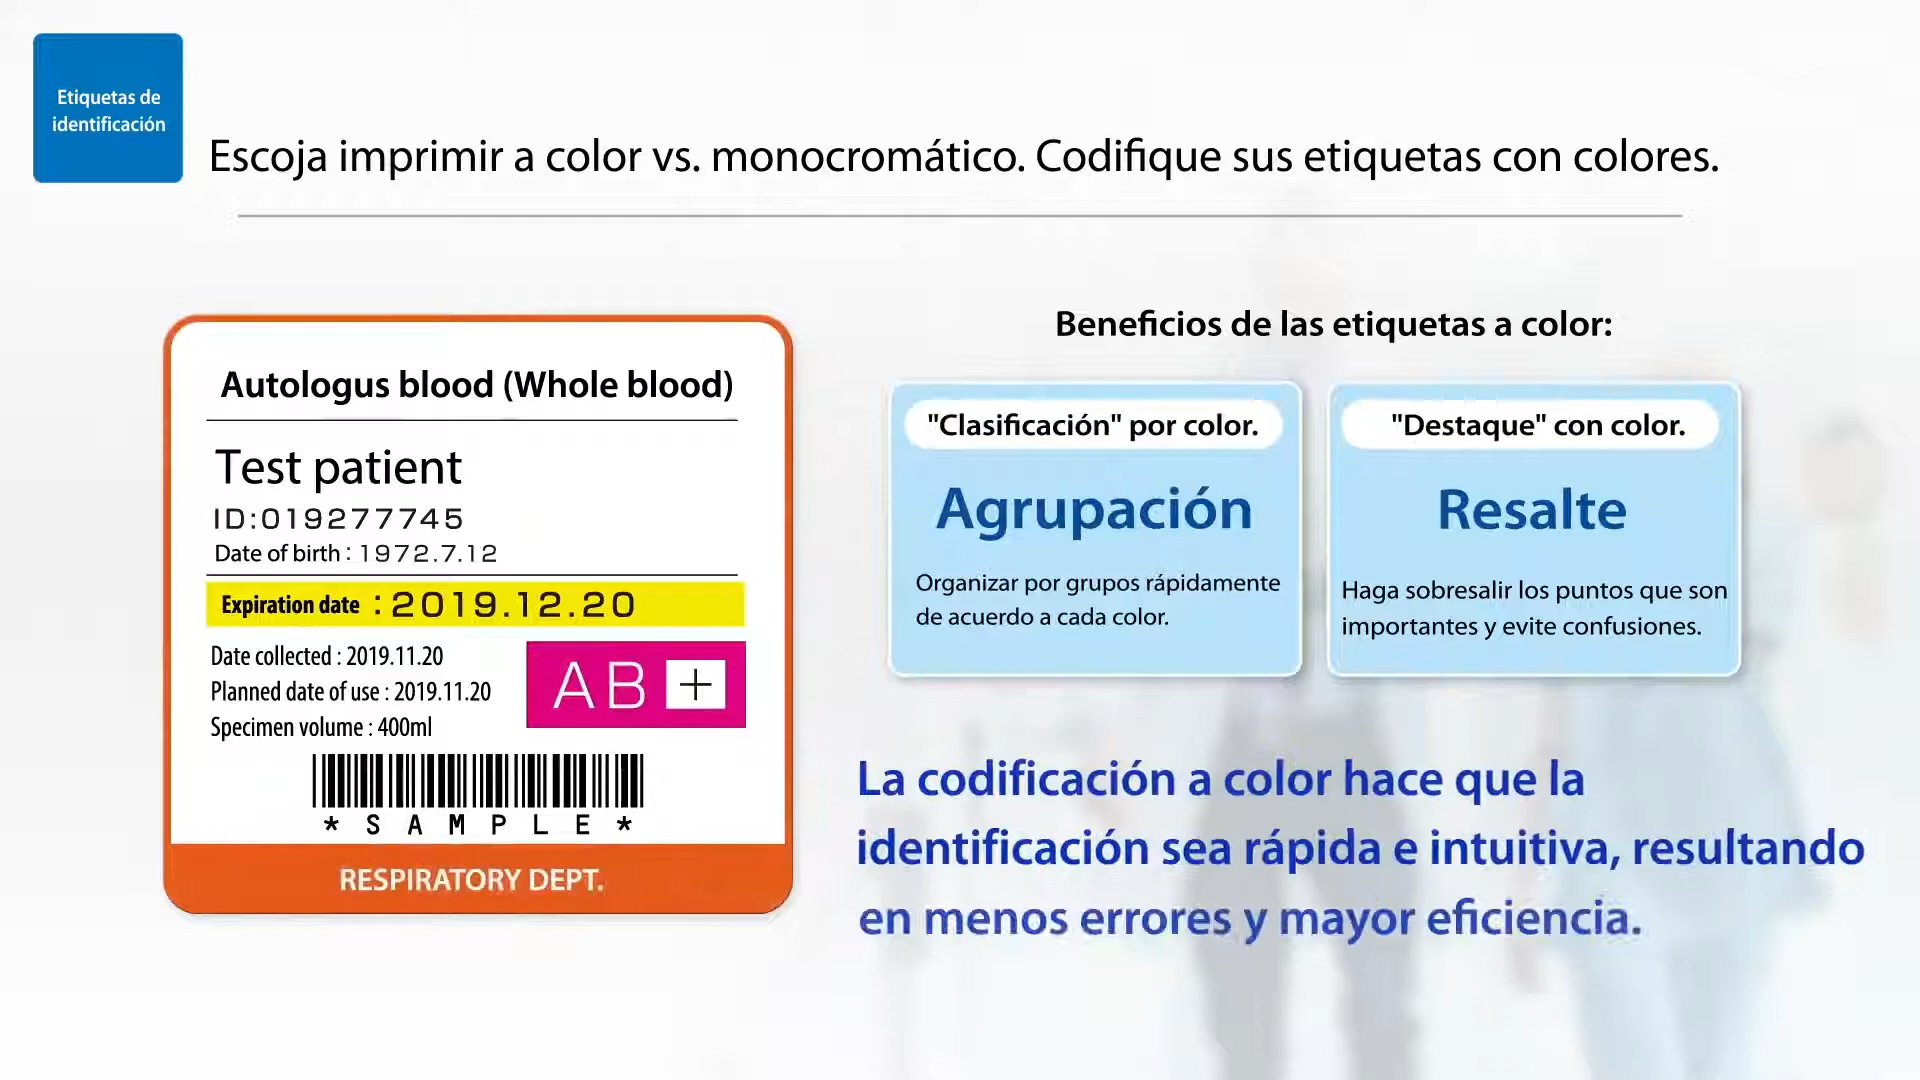 Etiquetas de
identificación
Escoja imprimir a color vs. monocromático. Codifique sus etiquetas con colores.
Autologus blood (Whole blood)
Test patient
ID:019277745
Date of birth : 1972.7.12
Expiration date : 2019.12.20
Date collected : 2019.11.20
Planned date of use : 2019.11.20
Specimen volume : 400ml
AB +
* S A M P L E *
RESPIRATORY DEPT.
Beneficios de las etiquetas a color:
"Clasificación" por color.
Agrupación
Organizar por grupos rápidamente
de acuerdo a cada color.
"Destaque" con color.
Resalte
Haga sobresalir los puntos que son
importantes y evite confusiones.
La codificación a color hace que la
identificación sea rápida e intuitiva, resultando
en menos errores y mayor eficiencia.